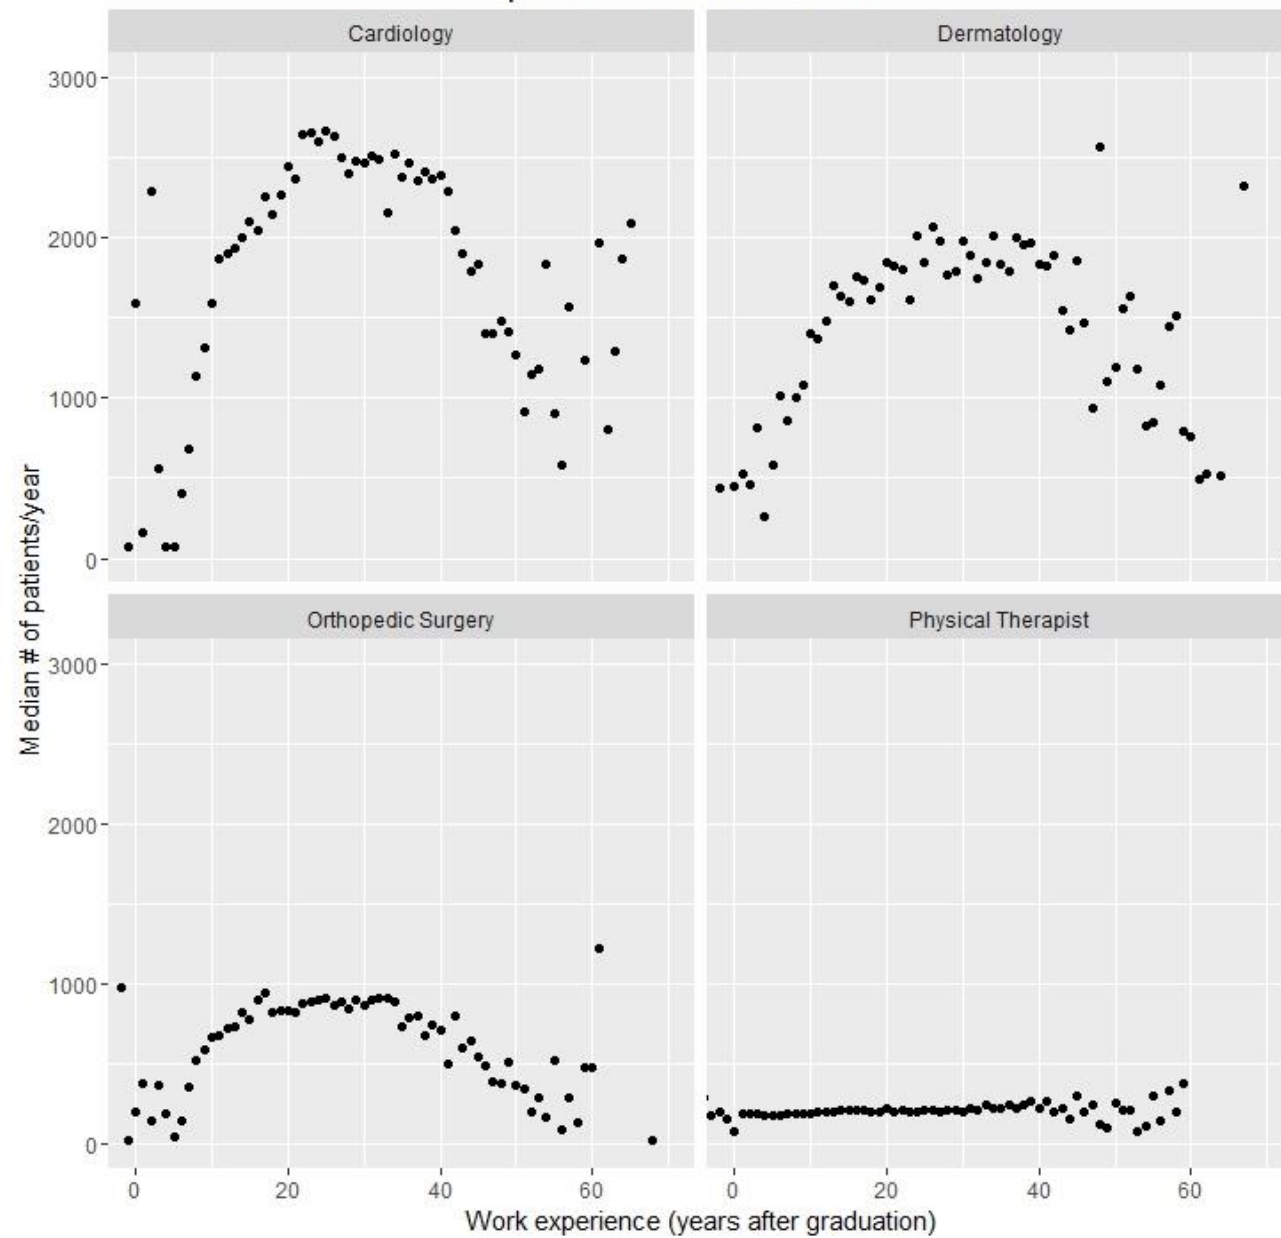 Cardiology
Dermatology
3000
2000
1000
0
Orthopedic Surgery
Physical Therapist
3000
2000
1000
0
0 20 40 60
0 20 40 60
Median # of patients/year
Work experience (years after graduation)